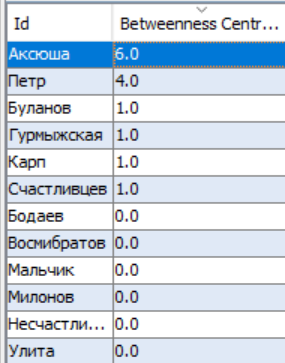 Id Betweenness Centr...
Аксюша 6.0
Петр 4.0
Буланов 1.0
Гурмыжская 1.0
Карп 1.0
Счастливцев 1.0
Бодаев 0.0
Восмибратов 0.0
Мальчик 0.0
Милонов 0.0
Несчастли... 0.0
Улита 0.0